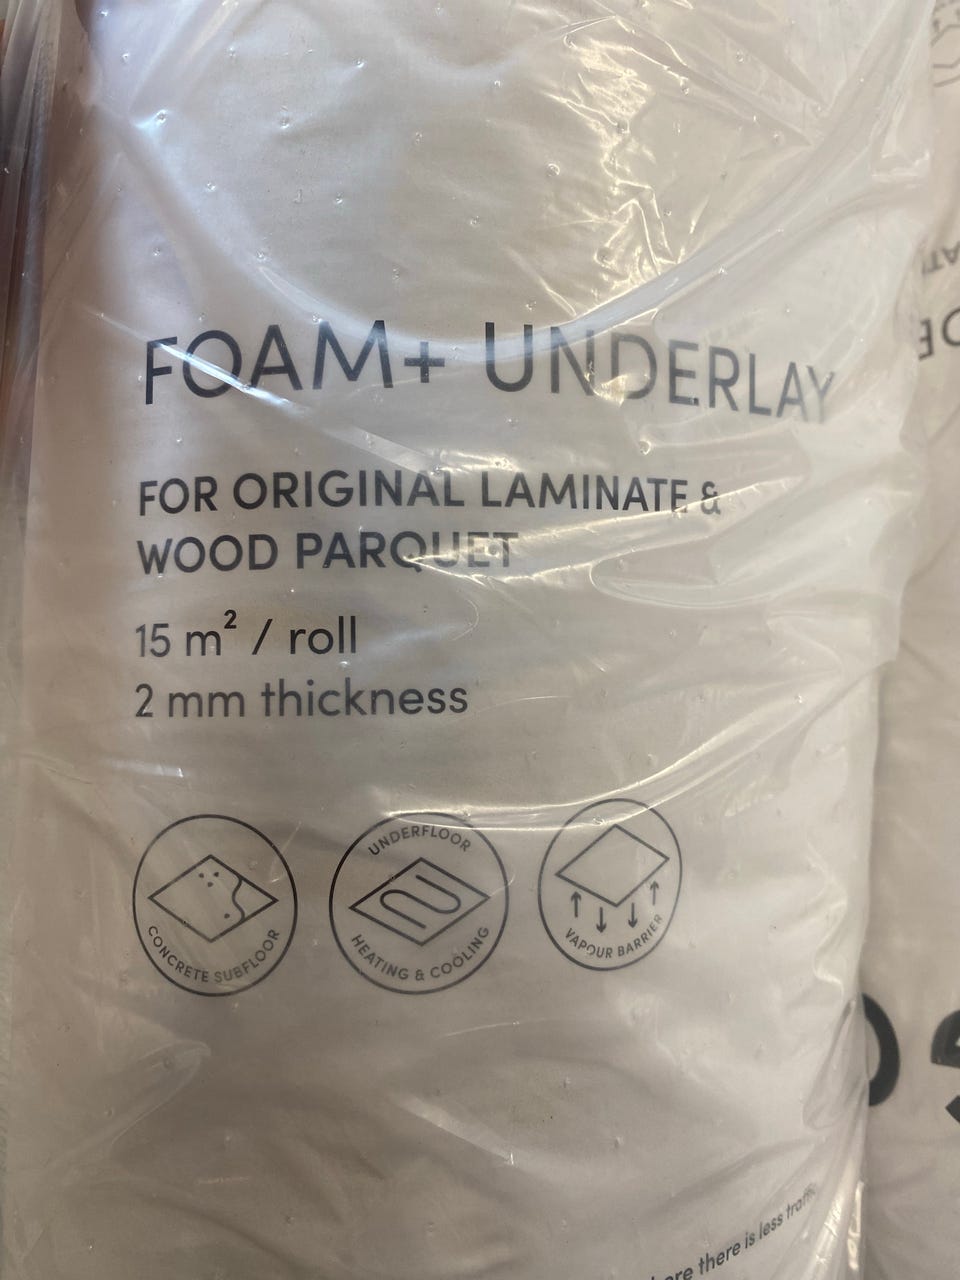 FOAM+ UNDERLAY
FOR ORIGINAL LAMINATE &
WOOD PARQUET
15 m² / roll
2 mm thickness
CONCRETE SUBFLOOR
UNDERFLOOR
HEATING & COOLING
VAPOUR BARRIER
there is less traffic